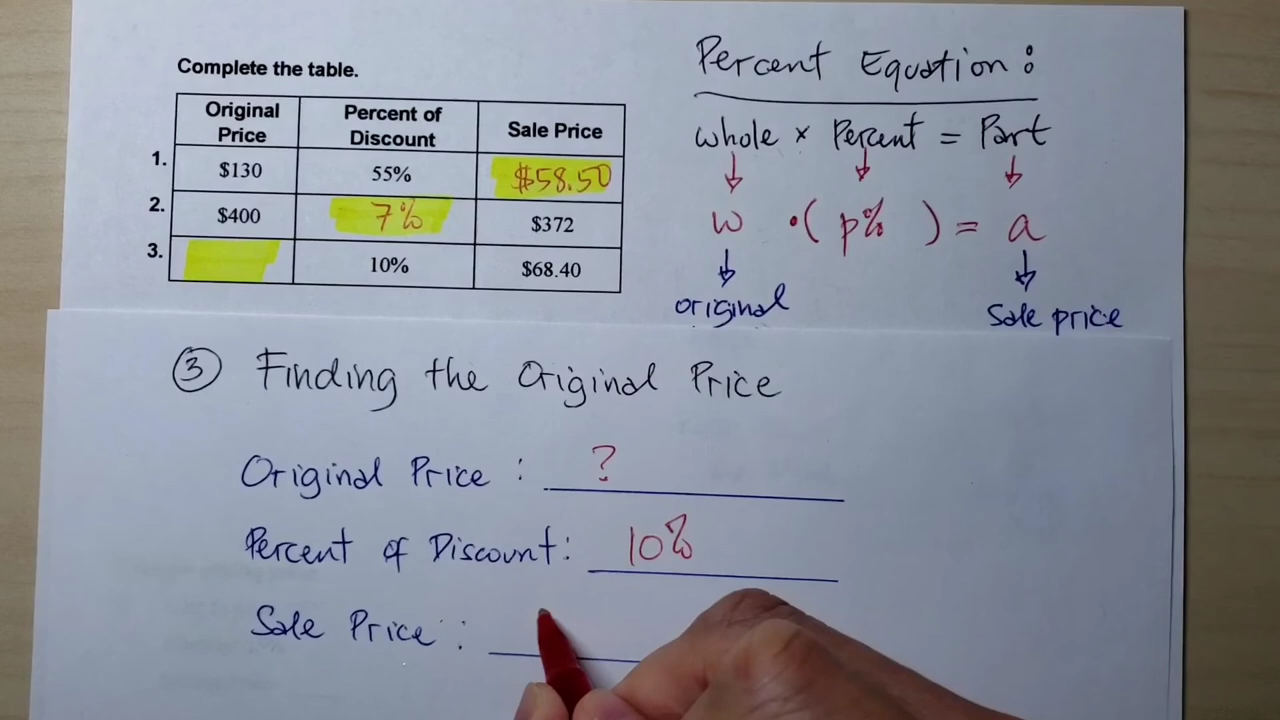 Complete the table.
Original Price Percent of Discount Sale Price
1. $130 55% $58.50
2. $400 7% $372
3. 10% $68.40
Percent Equation:
whole × Percent = Part
w •( p% ) = a
original Sale price
③ Finding the Original Price
Original Price : ?
Percent of Discount: 10%
Sale Price :